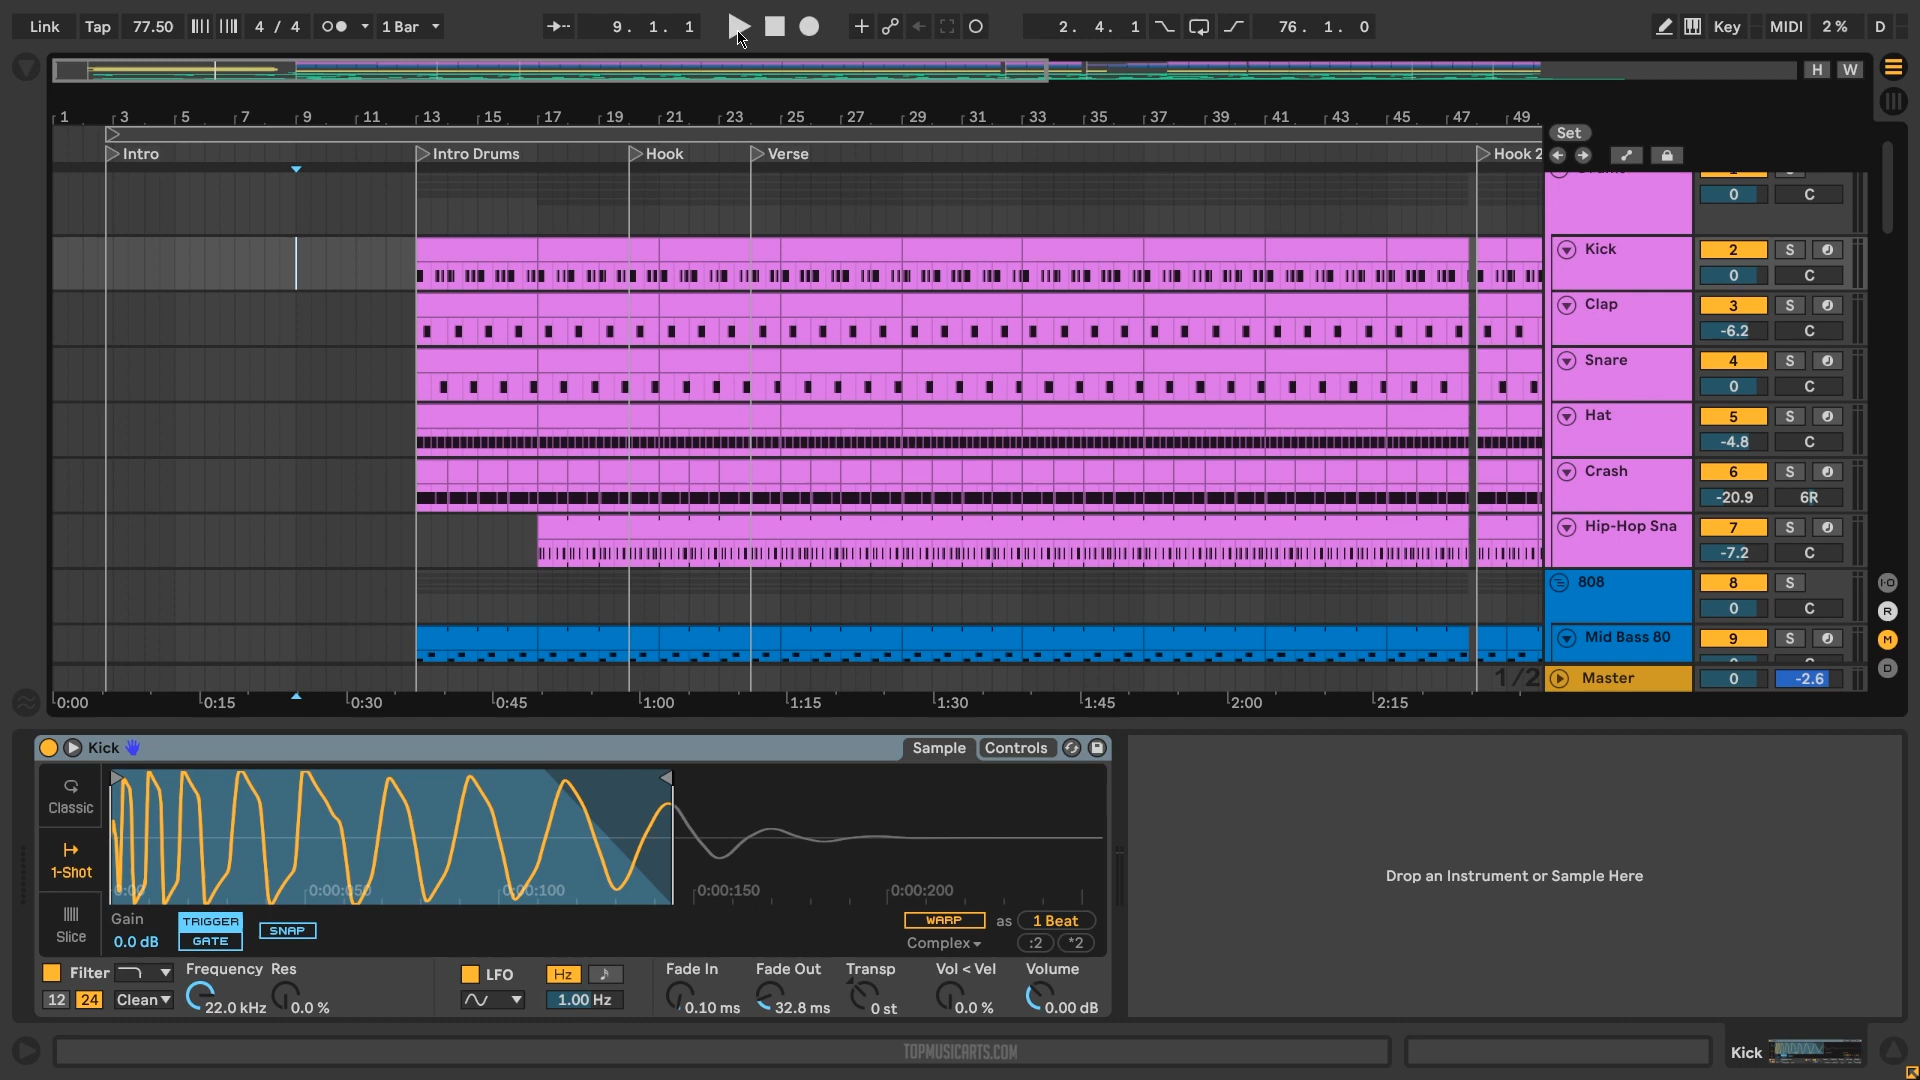 Link Tap 77.50 4 / 4 1 Bar 9. 1. 1 2. 4. 1 76. 1. 0 Key MIDI 2 % D
H W
1 3 5 7 9 11 13 15 17 19 21 23 25 27 29 31 33 35 37 39 41 43 45 47 49
Set
Intro Intro Drums Hook Verse Hook 2
0 C
Kick 2 S
0 C
Clap 3 S
-6.2 C
Snare 4 S
0 C
Hat 5 S
-4.8 C
Crash 6 S
-20.9 6R
Hip-Hop Sna 7 S
-7.2 C
808 8 S
0 C
Mid Bass 80 9 S
1/2 Master 0 -2.6
I·O
R
M
D
0:00 0:15 0:30 0:45 1:00 1:15 1:30 1:45 2:00 2:15
Kick Sample Controls
Classic
1-Shot
Slice
0:00 0:00:050 0:00:100 0:00:150 0:00:200
Gain TRIGGER SNAP WARP as 1 Beat
0.0 dB GATE Complex :2 *2
Filter Frequency Res LFO Hz Fade In Fade Out Transp Vol < Vel Volume
12 24 Clean 22.0 kHz 0.0 % 1.00 Hz 0.10 ms 32.8 ms 0 st 0.0 % 0.00 dB
Drop an Instrument or Sample Here
TOPMUSICARTS.COM
Kick